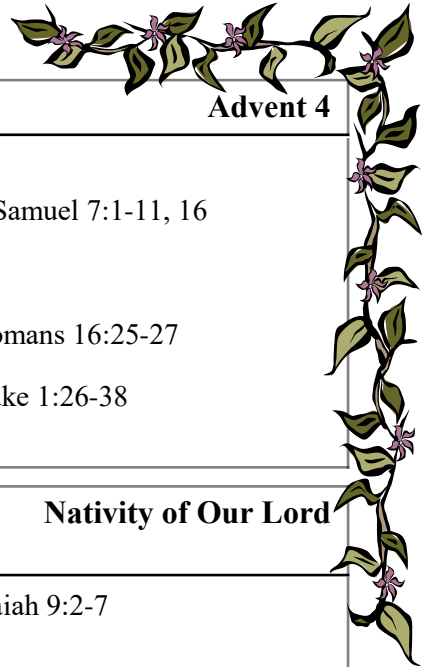 Advent 4
Samuel 7:1-11, 16
omans 16:25-27
ke 1:26-38
Nativity of Our Lord
iah 9:2-7